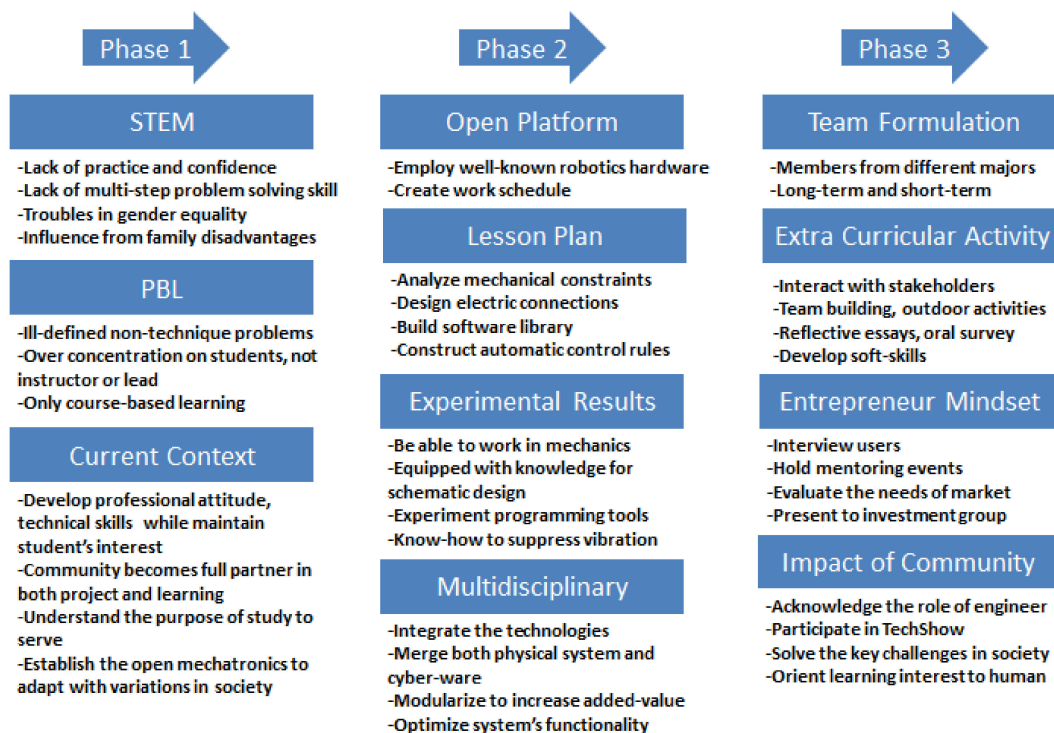 Phase 1
STEM
-Lack of practice and confidence
-Lack of multi-step problem solving skill
-Troubles in gender equality
-Influence from family disadvantages
PBL
-Ill-defined non-technique problems
-Over concentration on students, not
instructor or lead
-Only course-based learning
Current Context
-Develop professional attitude,
technical skills while maintain
student's interest
-Community becomes full partner in
both project and learning
-Understand the purpose of study to
serve
-Establish the open mechatronics to
adapt with variations in society
Phase 2
Open Platform
-Employ well-known robotics hardware
-Create work schedule
Lesson Plan
-Analyze mechanical constraints
-Design electric connections
-Build software library
-Construct automatic control rules
Experimental Results
-Be able to work in mechanics
-Equipped with knowledge for
schematic design
-Experiment programming tools
-Know-how to suppress vibration
Multidisciplinary
-Integrate the technologies
-Merge both physical system and
cyber-ware
-Modularize to increase added-value
-Optimize system's functionality
Phase 3
Team Formulation
-Members from different majors
-Long-term and short-term
Extra Curricular Activity
-Interact with stakeholders
-Team building, outdoor activities
-Reflective essays, oral survey
-Develop soft-skills
Entrepreneur Mindset
-Interview users
-Hold mentoring events
-Evaluate the needs of market
-Present to investment group
Impact of Community
-Acknowledge the role of engineer
-Participate in TechShow
-Solve the key challenges in society
-Orient learning interest to human